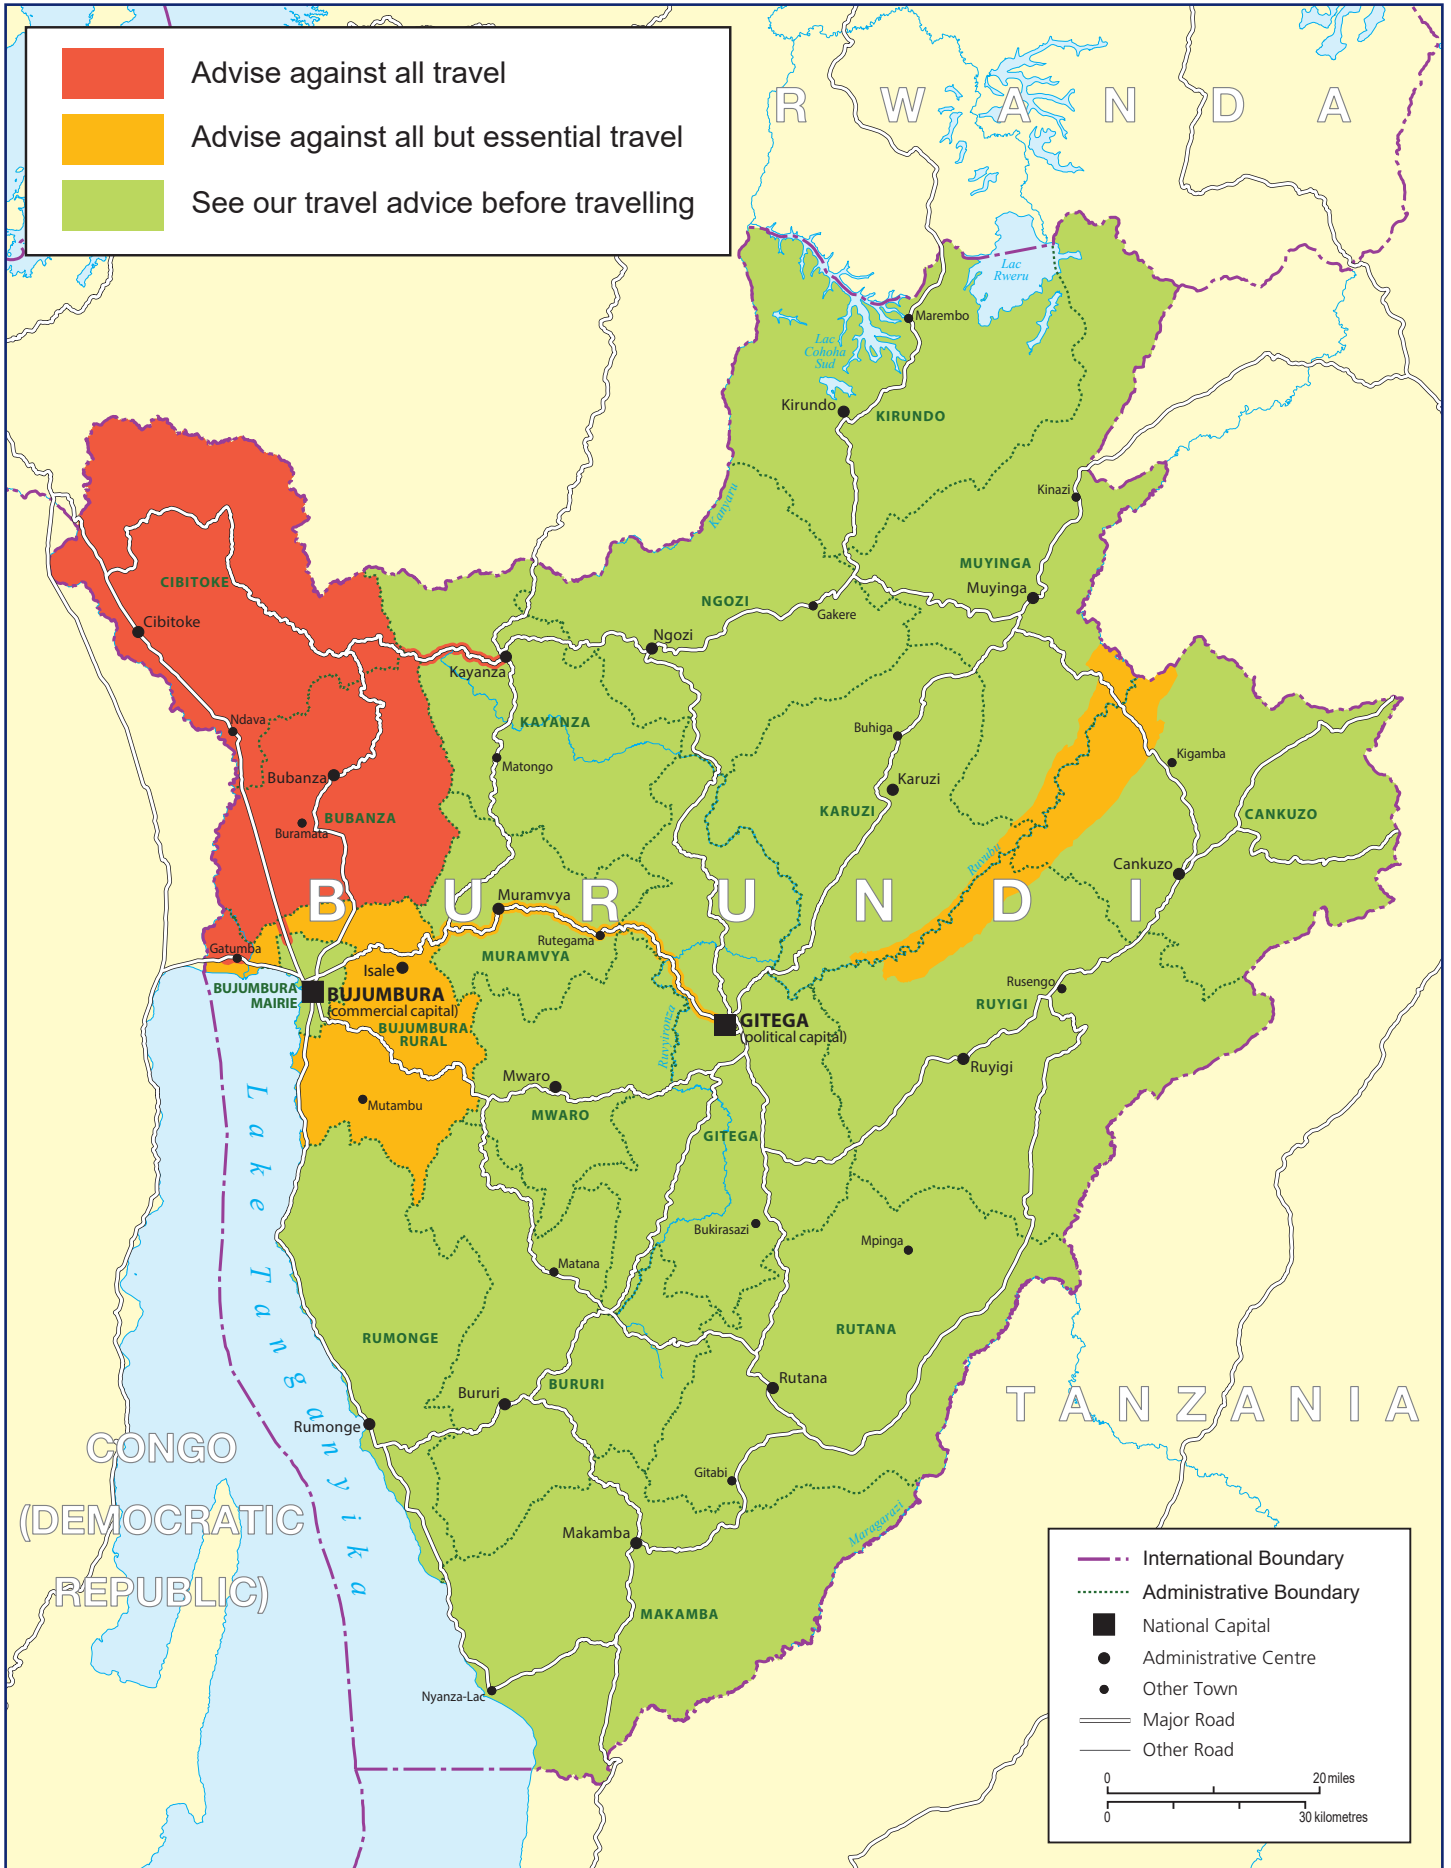 Advise against all travel
Advise against all but essential travel
See our travel advice before travelling
R W A N D A
Lac
Rweru
Marembo
Lac
Cohoha
Sud
Kirundo
KIRUNDO
Kinazi
Kanyaru
MUYINGA
Muyinga
CIBITOKE
NGOZI
Gakere
Cibitoke
Ngozi
Kayanza
KAYANZA
Ndava
Buhiga
Kigamba
Matongo
Bubanza
Karuzi
KARUZI
CANKUZO
BUBANZA
Buramata
Ruvubu
Cankuzo
B U R U N D I
Muramvya
Rutegama
Gatumba
MURAMVYA
Isale
Rusengo
BUJUMBURA
MAIRIE
BUJUMBURA
(commercial capital)
RUYIGI
GITEGA
(political capital)
BUJUMBURA
RURAL
Ruvyironza
Ruyigi
Mwaro
Mutambu
MWARO
GITEGA
Lake Tanganyika
Bukirasazi
Mpinga
Matana
RUMONGE
RUTANA
Rutana
BURURI
Bururi
T A N Z A N I A
Rumonge
CONGO
(DEMOCRATIC
REPUBLIC)
Gitabi
Maragarazi
Makamba
MAKAMBA
Nyanza-Lac
International Boundary
Administrative Boundary
National Capital
Administrative Centre
Other Town
Major Road
Other Road
0 20 miles
0 30 kilometres